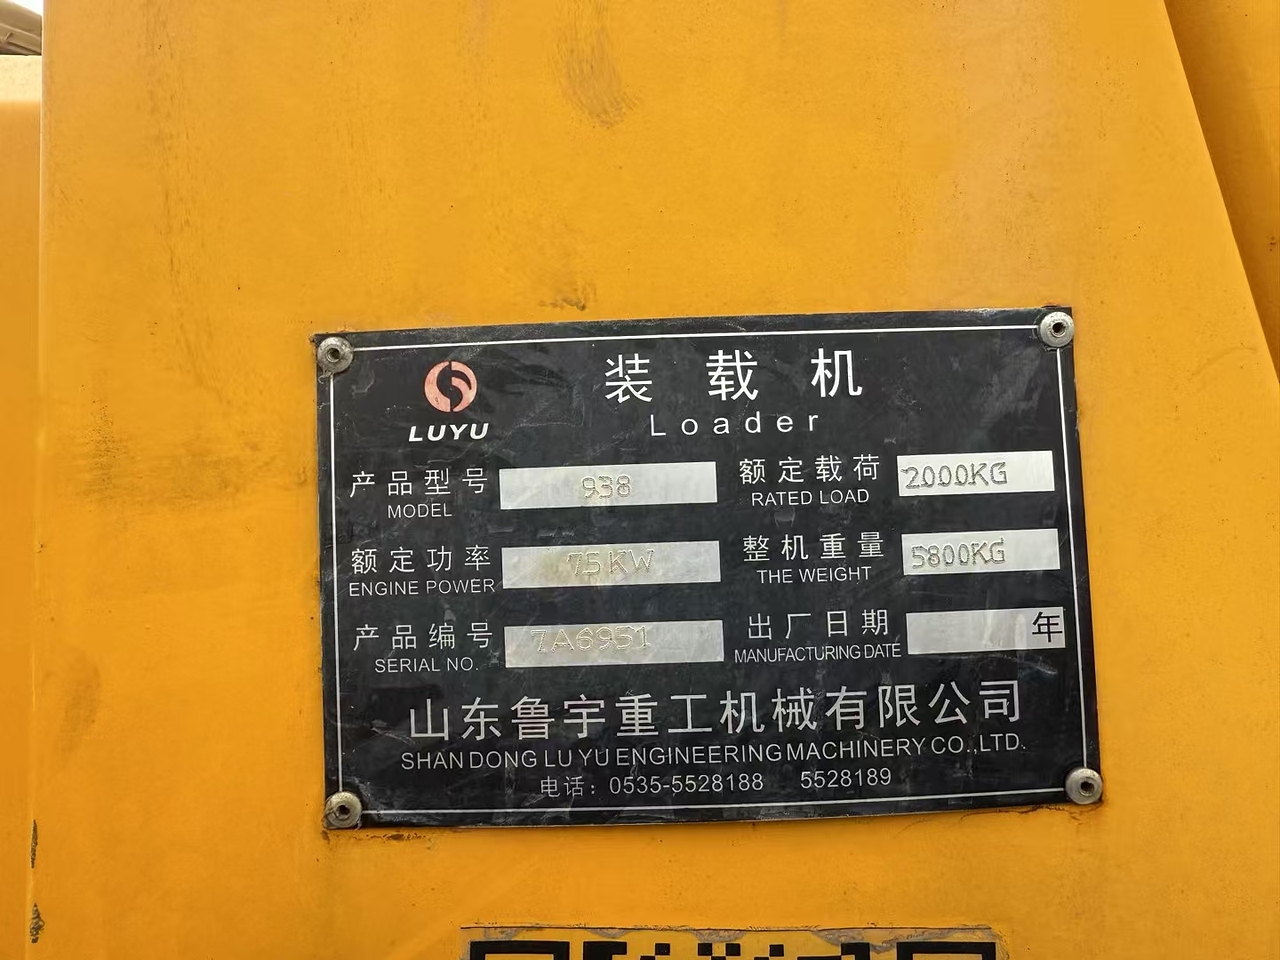 LUYU
装载机
Loader
产品型号 938 额定载荷 2000KG
MODEL RATED LOAD
额定功率 75KW 整机重量 5800KG
ENGINE POWER THE WEIGHT
产品编号 7A6951 出厂日期 年
SERIAL NO. MANUFACTURING DATE
山东鲁宇重工机械有限公司
SHANDONG LU YU ENGINEERING MACHINERY CO.,LTD.
电话：0535-5528188 5528189